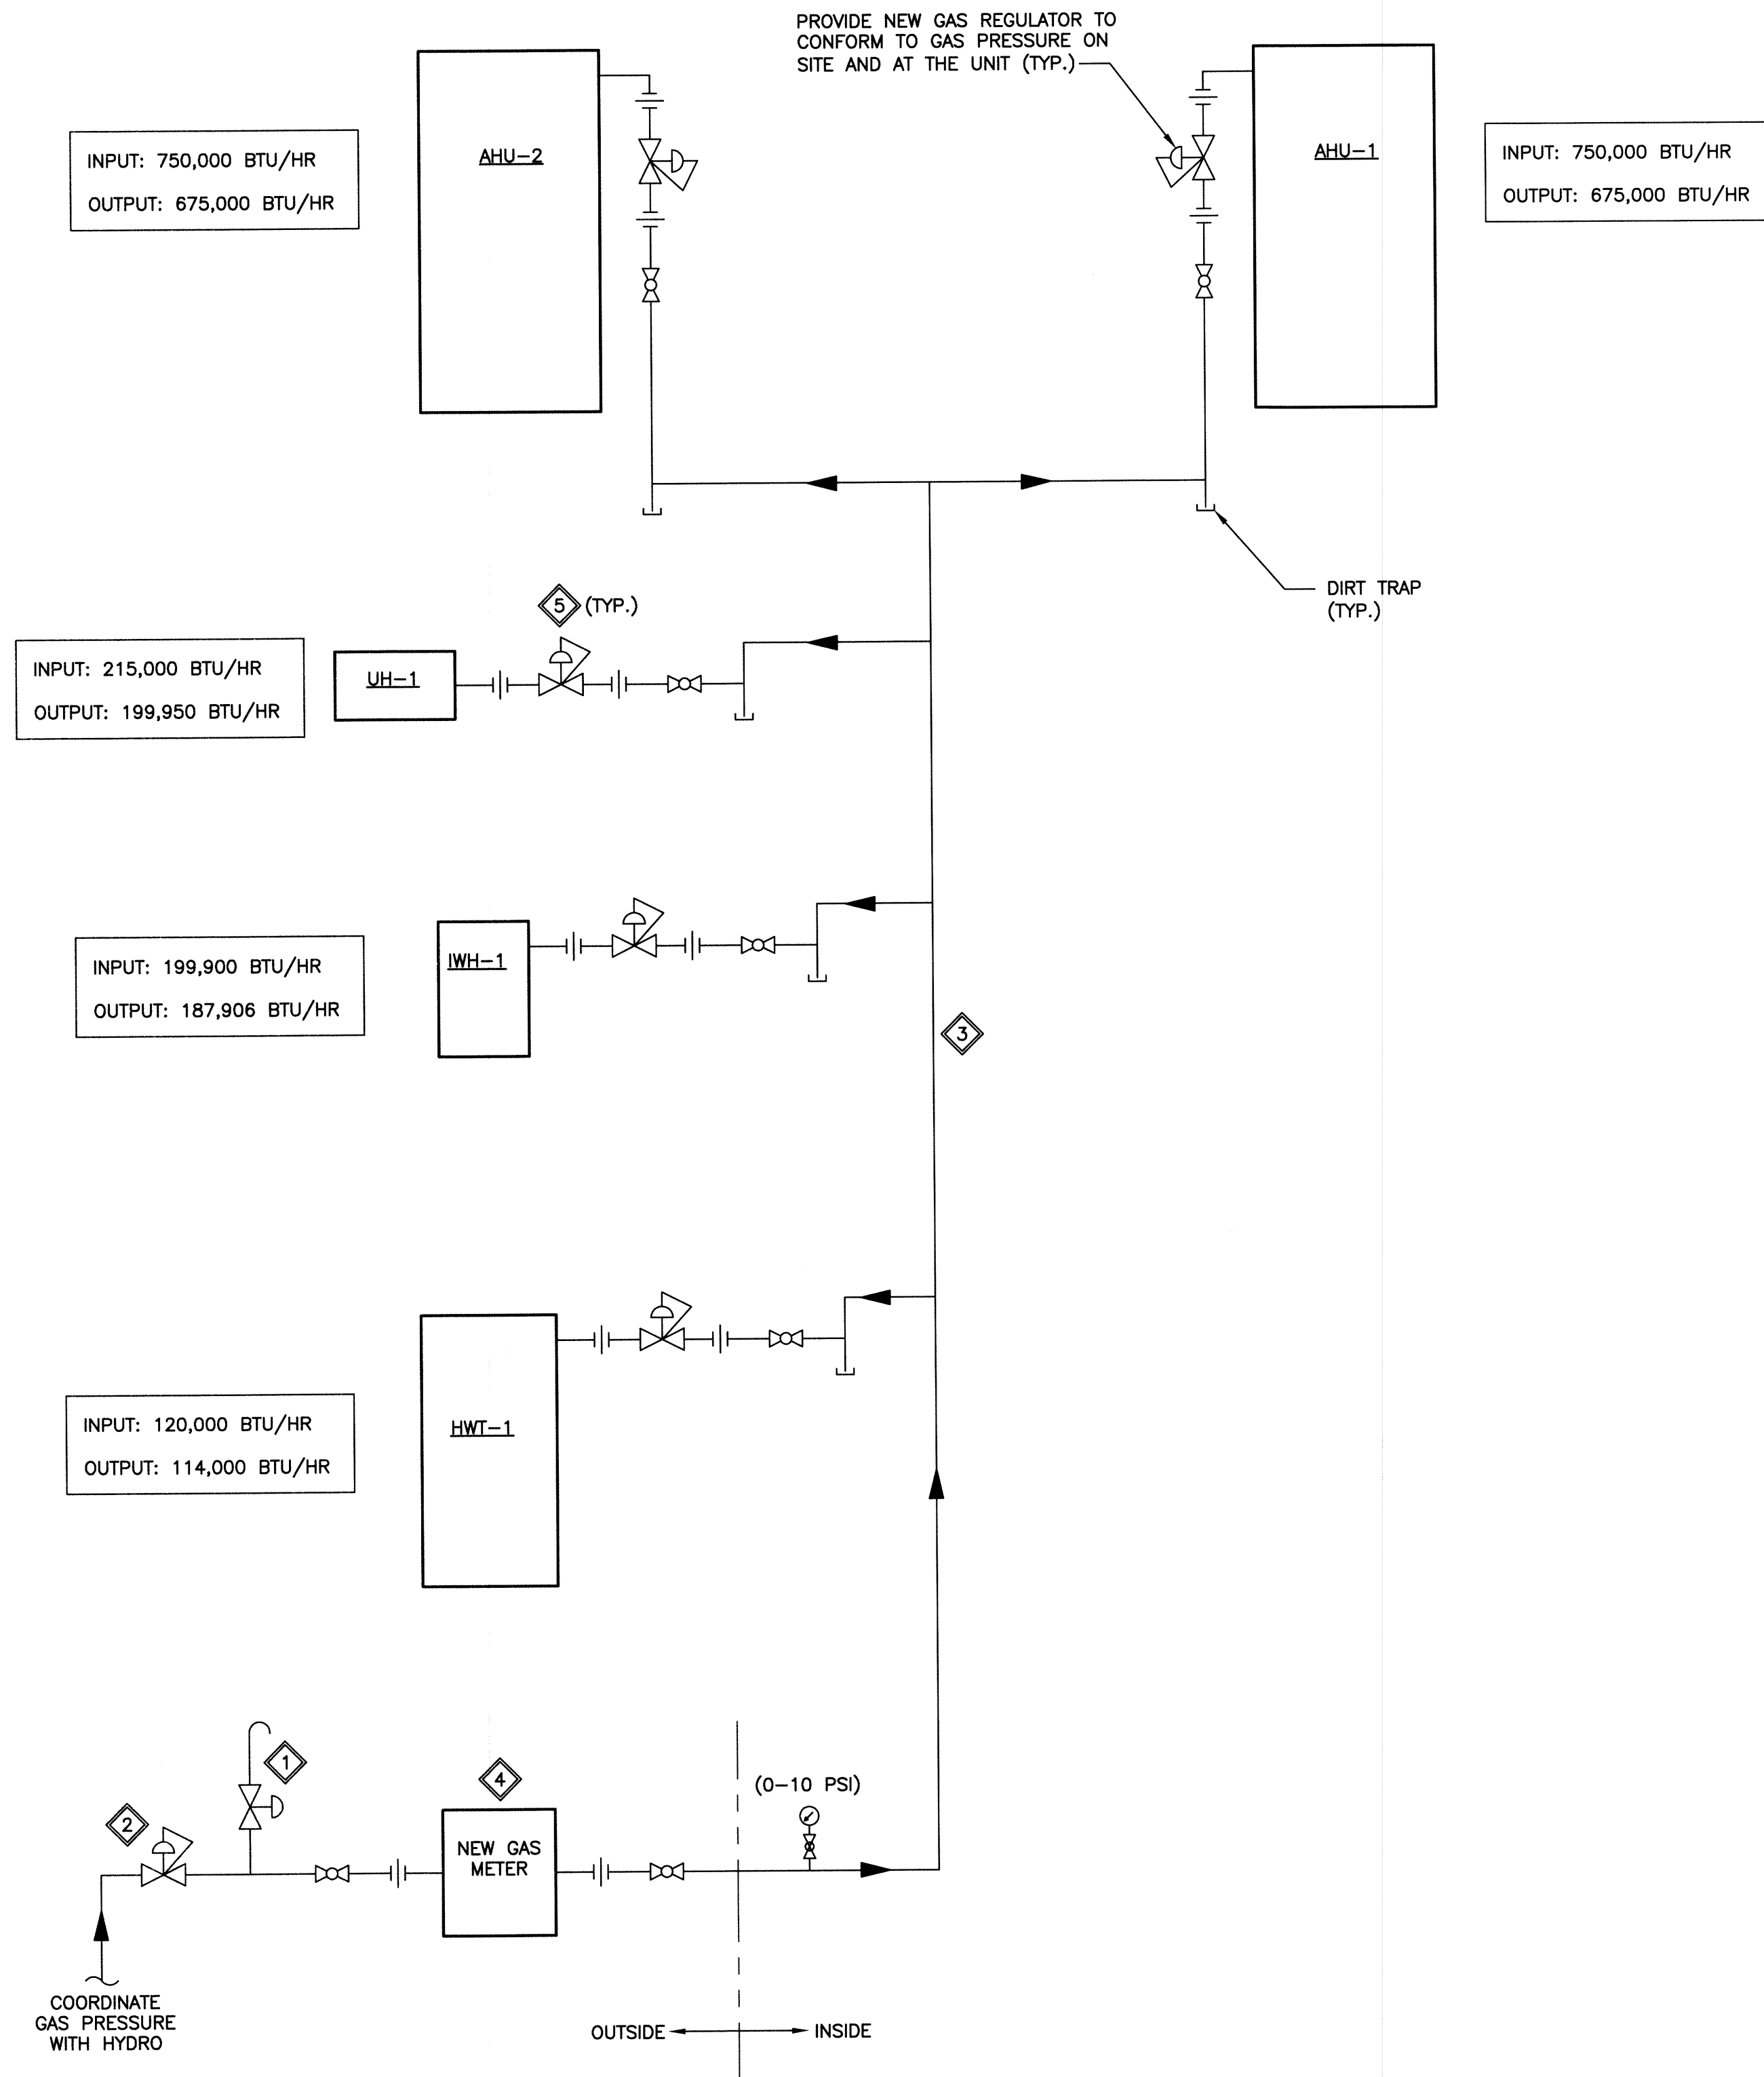 PROVIDE NEW GAS REGULATOR TO
CONFORM TO GAS PRESSURE ON
SITE AND AT THE UNIT (TYP.)
INPUT: 750,000 BTU/HR
OUTPUT: 675,000 BTU/HR
AHU-2
AHU-1
INPUT: 750,000 BTU/HR
OUTPUT: 675,000 BTU/HR
DIRT TRAP
(TYP.)
5 (TYP.)
INPUT: 215,000 BTU/HR
OUTPUT: 199,950 BTU/HR
UH-1
INPUT: 199,900 BTU/HR
OUTPUT: 187,906 BTU/HR
IWH-1
3
INPUT: 120,000 BTU/HR
OUTPUT: 114,000 BTU/HR
HWT-1
1
4
(0-10 PSI)
2
NEW GAS
METER
COORDINATE
GAS PRESSURE
WITH HYDRO
OUTSIDE
INSIDE